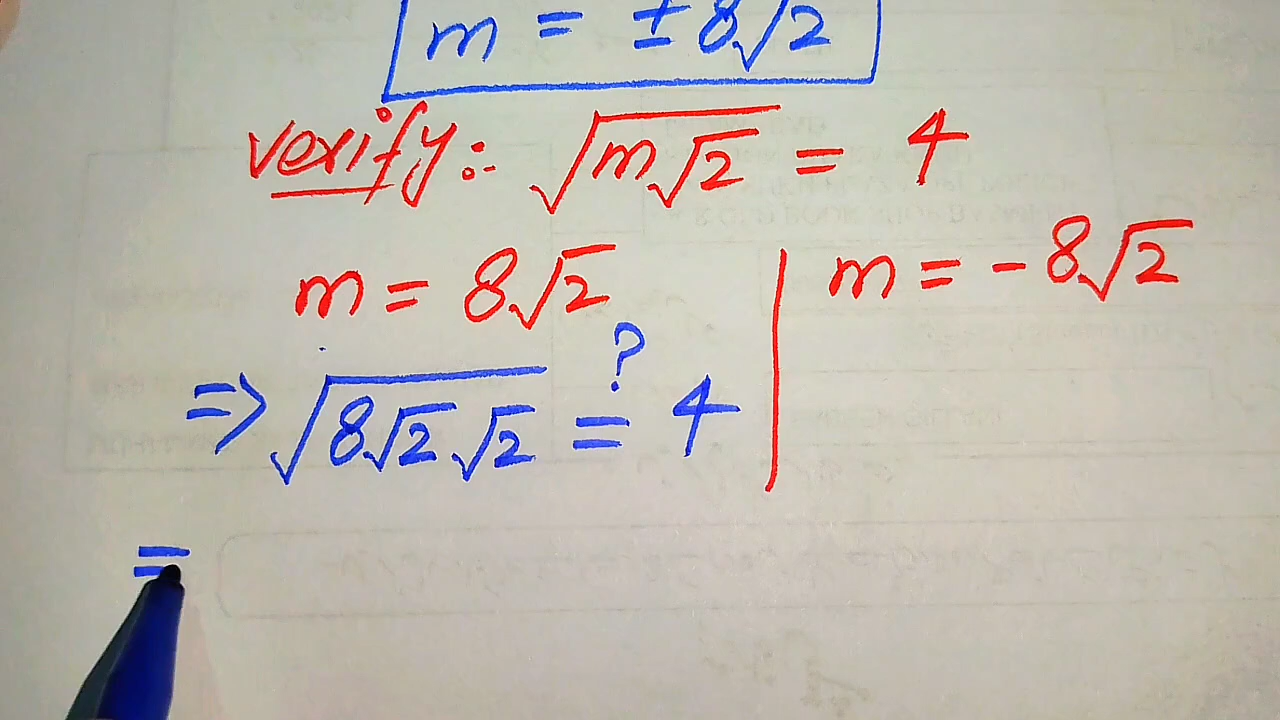 m = ±8√2
verify:- √(m√2) = 4
m = 8√2 | m = -8√2
=> √(8√2 √2) =? 4
=